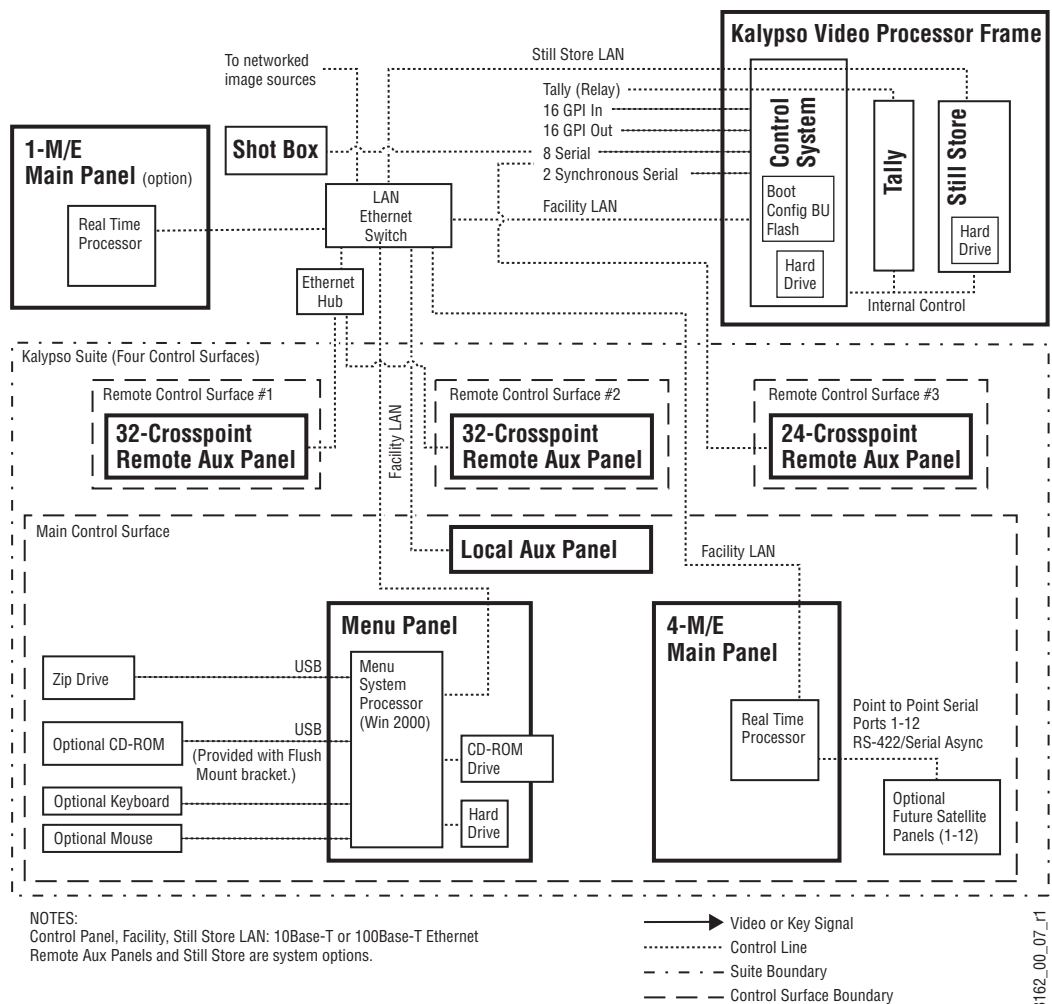 Kalypso Video Processor Frame
To networked
image sources
Still Store LAN
Tally (Relay)
16 GPI In
16 GPI Out
8 Serial
2 Synchronous Serial
Control
System
Tally
Still Store
Boot
Config BU
Flash
Hard
Drive
Hard
Drive
Internal Control
1-M/E
Main Panel (option)
Real Time
Processor
Shot Box
LAN
Ethernet
Switch
Facility LAN
Ethernet
Hub
Kalypso Suite (Four Control Surfaces)
Remote Control Surface #1
32-Crosspoint
Remote Aux Panel
Facility LAN
Remote Control Surface #2
32-Crosspoint
Remote Aux Panel
Remote Control Surface #3
24-Crosspoint
Remote Aux Panel
Main Control Surface
Local Aux Panel
Facility LAN
Menu Panel
Menu
System
Processor
(Win 2000)
Zip Drive
USB
Optional CD-ROM
USB
(Provided with Flush
Mount bracket.)
Optional Keyboard
Optional Mouse
CD-ROM
Drive
Hard
Drive
4-M/E
Main Panel
Real Time
Processor
Point to Point Serial
Ports 1-12
RS-422/Serial Async
Optional
Future Satellite
Panels (1-12)
NOTES:
Control Panel, Facility, Still Store LAN: 10Base-T or 100Base-T Ethernet
Remote Aux Panels and Still Store are system options.
Video or Key Signal
Control Line
Suite Boundary
Control Surface Boundary